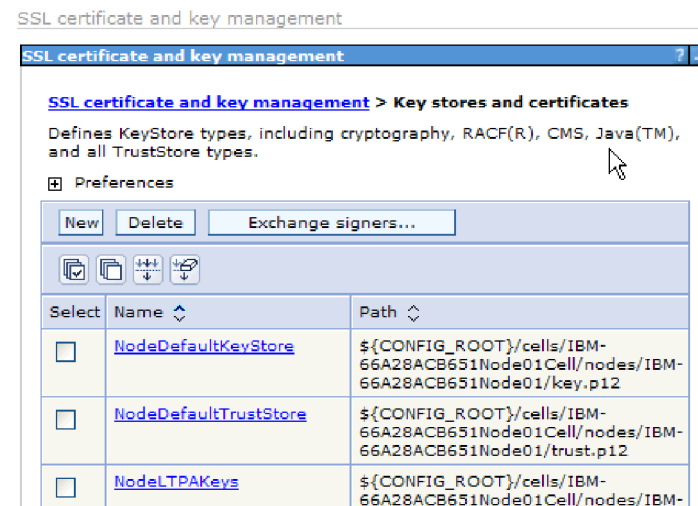 SSL certificate and key management
SSL certificate and key management ?
SSL certificate and key management > Key stores and certificates
Defines KeyStore types, including cryptography, RACF(R), CMS, Java(TM),
and all TrustStore types.
Preferences
New Delete Exchange signers...
Select Name Path
NodeDefaultKeyStore ${CONFIG_ROOT}/cells/IBM-
66A28ACB651Node01Cell/nodes/IBM-
66A28ACB651Node01/key.p12
NodeDefaultTrustStore ${CONFIG_ROOT}/cells/IBM-
66A28ACB651Node01Cell/nodes/IBM-
66A28ACB651Node01/trust.p12
NodeLTPAKeys ${CONFIG_ROOT}/cells/IBM-
66A28ACB651Node01Cell/nodes/IBM-